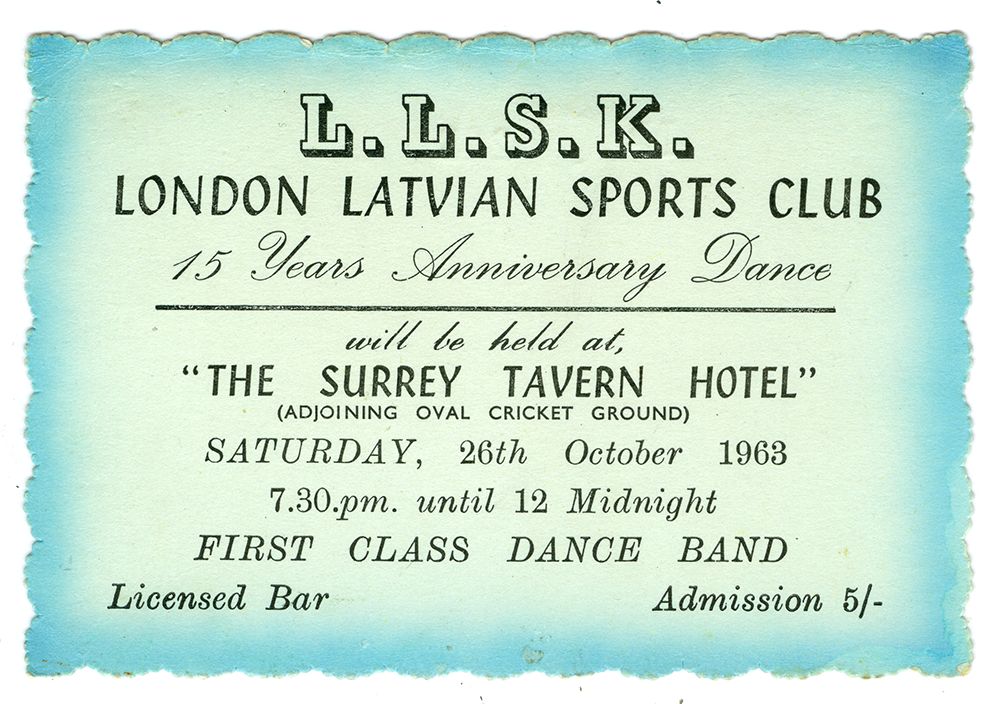 L.L.S.K.
LONDON LATVIAN SPORTS CLUB
15 Years Anniversary Dance
will be held at,
"THE SURREY TAVERN HOTEL"
(ADJOINING OVAL CRICKET GROUND)
SATURDAY, 26th October 1963
7.30.pm. until 12 Midnight
FIRST CLASS DANCE BAND
Licensed Bar Admission 5/-